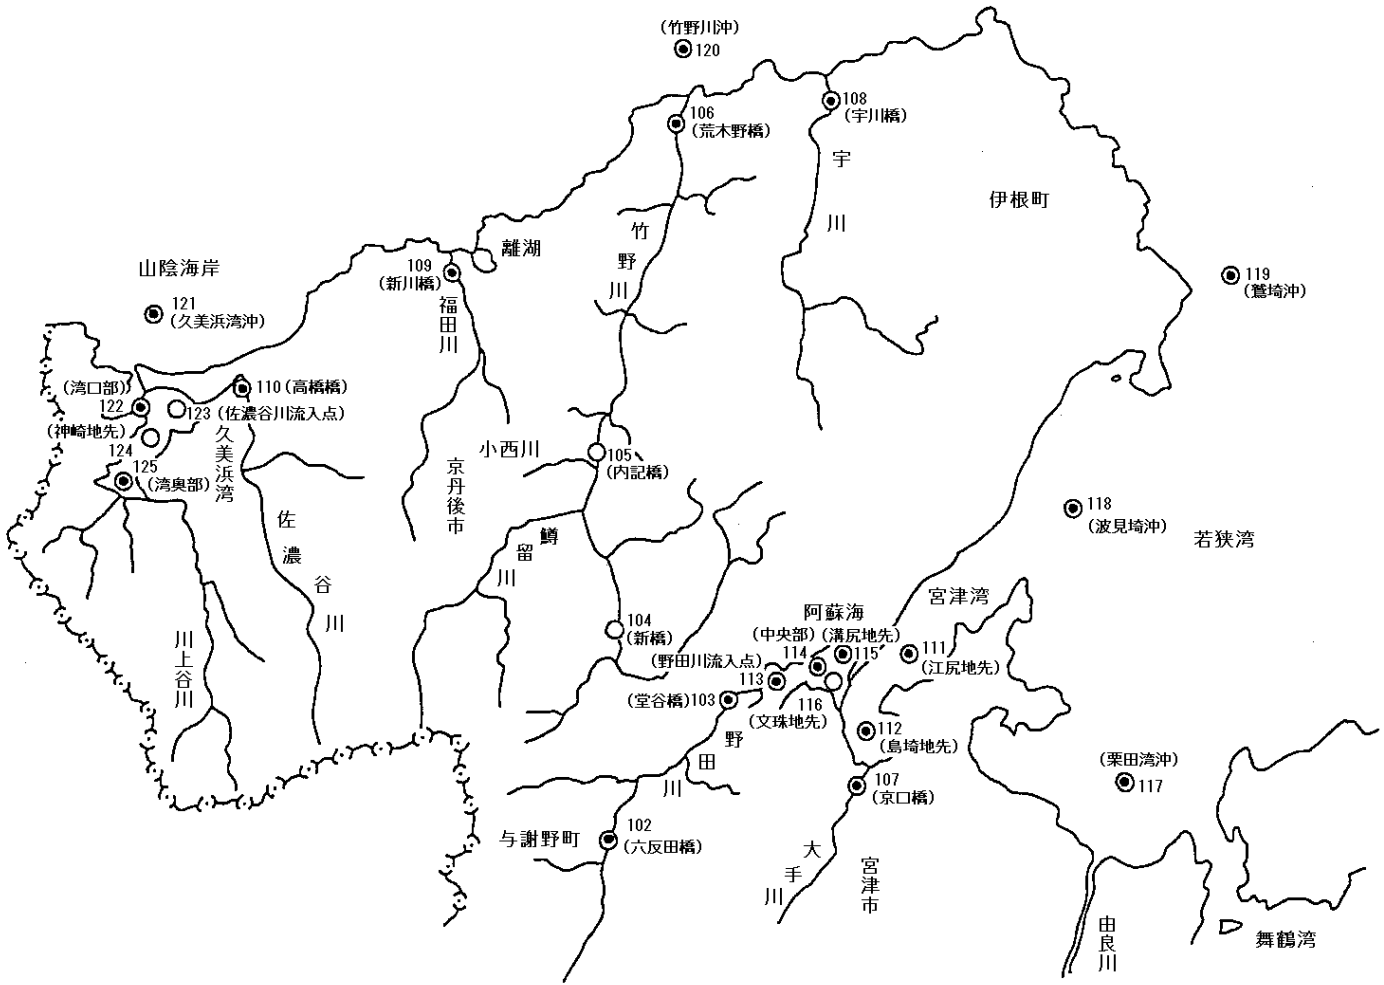 (竹野川沖)
120
106
(荒木野橋)
108
(宇川橋)
宇川
伊根町
竹野川
離湖
山陰海岸
109
(新川橋)
福田川
119
(鷲埼沖)
121
(久美浜湾沖)
(湾口部)
122
110(高橋橋)
123(佐濃谷川流入点)
(神崎地先)
124
125
(湾奥部)
久美浜湾
小西川
105
(内記橋)
京丹後市
佐濃谷川
鱒留川
118
(波見埼沖)
若狭湾
宮津湾
阿蘇海
104
(新橋)
(中央部)
114
(溝尻地先)
115
111
(江尻地先)
川上谷川
(野田川流入点)
113
(堂谷橋)103
116
(文珠地先)
112
(島埼地先)
野田川
(栗田湾沖)
117
107
(京口橋)
与謝野町
102
(六反田橋)
大手川
宮津市
由良川
舞鶴湾